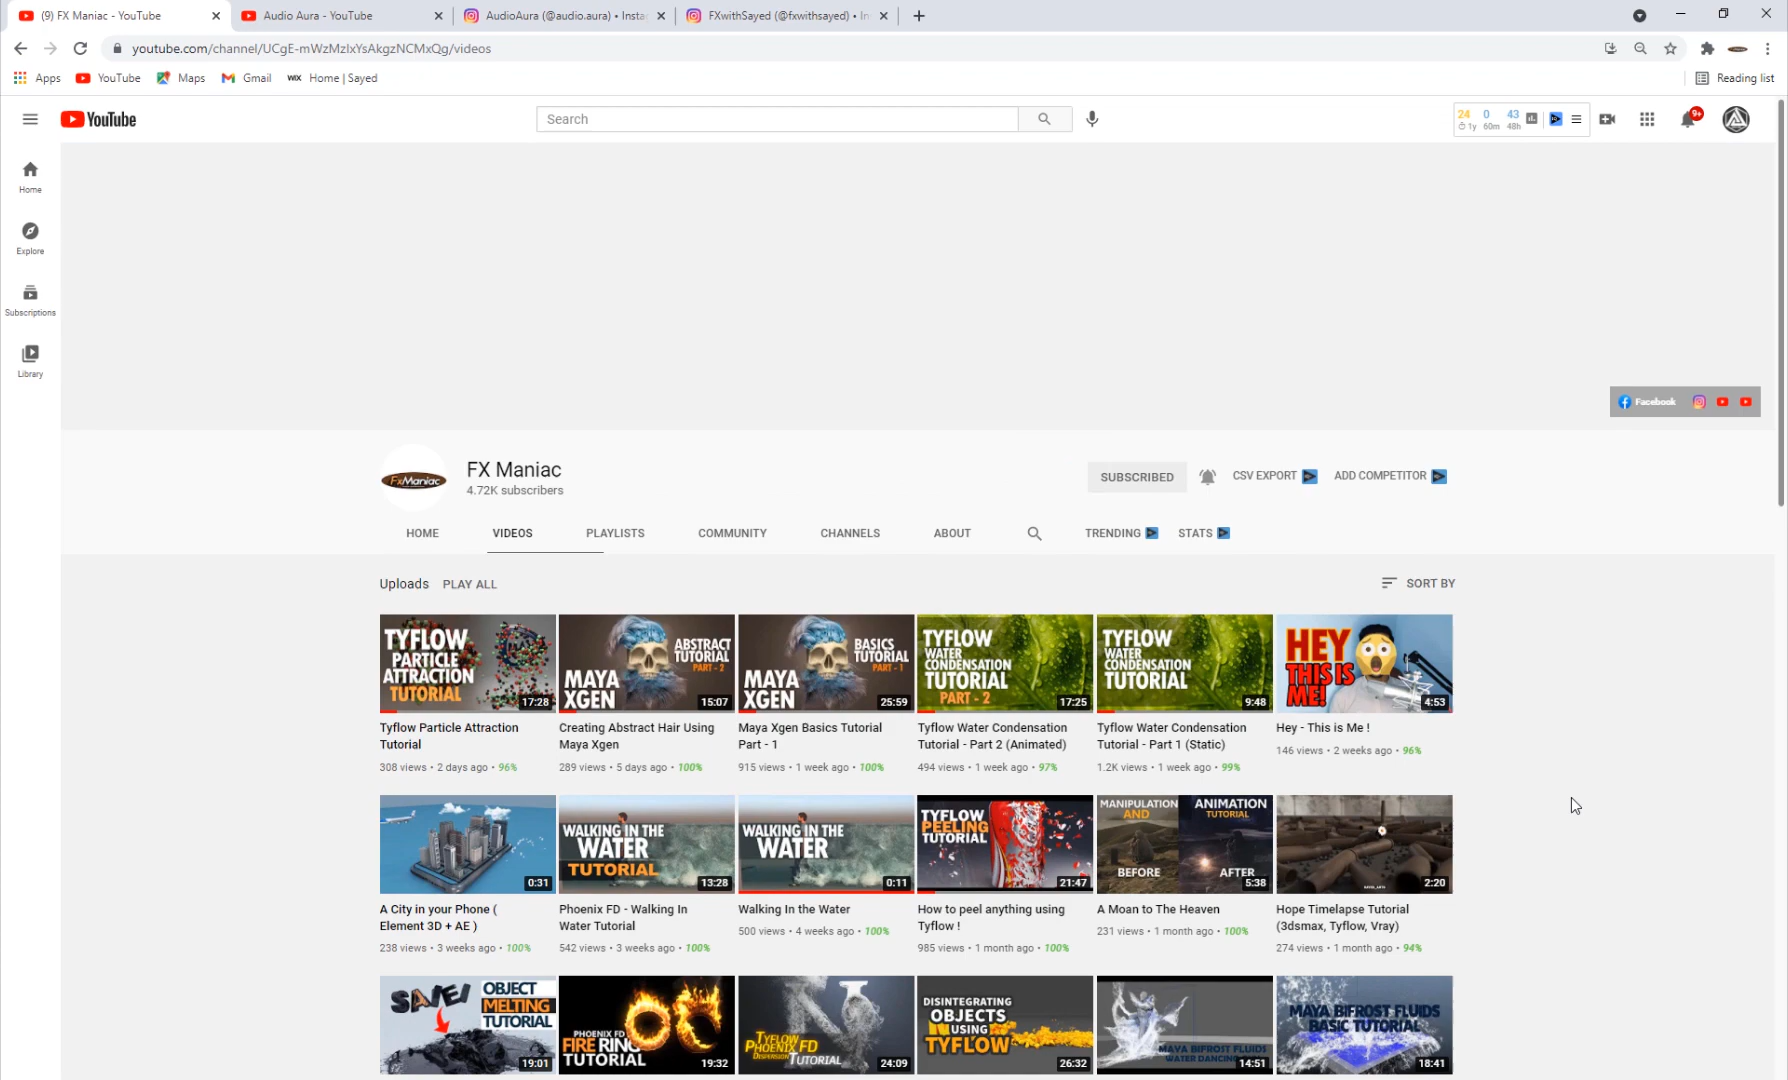 (9) FX Maniac - YouTube
Audio Aura - YouTube
AudioAura (@audio.aura) • Insta
FXwithSayed (@fxwithsayed) • In
youtube.com/channel/UCgE-mWzMzIxYsAkgzNCMxQg/videos
Apps YouTube Maps Gmail WIX Home | Sayed
Reading list
YouTube
Search
24 0 43
1y 60m 48h
9+
Home
Explore
Subscriptions
Library
Facebook
FxManiac
FX Maniac
4.72K subscribers
SUBSCRIBED CSV EXPORT ADD COMPETITOR
HOME VIDEOS PLAYLISTS COMMUNITY CHANNELS ABOUT TRENDING STATS
Uploads PLAY ALL
SORT BY
TYFLOW
PARTICLE
ATTRACTION
TUTORIAL
17:28
Tyflow Particle Attraction
Tutorial
308 views • 2 days ago • 96%
ABSTRACT
TUTORIAL
PART - 2
MAYA
XGEN
15:07
Creating Abstract Hair Using
Maya Xgen
289 views • 5 days ago • 100%
BASICS
TUTORIAL
PART - 1
MAYA
XGEN
25:59
Maya Xgen Basics Tutorial
Part - 1
915 views • 1 week ago • 100%
TYFLOW
WATER
CONDENSATION
TUTORIAL
PART - 2
17:25
Tyflow Water Condensation
Tutorial - Part 2 (Animated)
494 views • 1 week ago • 97%
TYFLOW
WATER
CONDENSATION
TUTORIAL
9:48
Tyflow Water Condensation
Tutorial - Part 1 (Static)
1.2K views • 1 week ago • 99%
HEY
THIS IS
ME!
4:53
Hey - This is Me !
146 views • 2 weeks ago • 96%
0:31
A City in your Phone (
Element 3D + AE )
238 views • 3 weeks ago • 100%
WALKING IN THE
WATER
TUTORIAL
13:28
Phoenix FD - Walking In
Water Tutorial
542 views • 3 weeks ago • 100%
WALKING IN THE
WATER
0:11
Walking In the Water
500 views • 4 weeks ago • 100%
TYFLOW
PEELING
TUTORIAL
21:47
How to peel anything using
Tyflow !
985 views • 1 month ago • 100%
MANIPULATION
AND
ANIMATION
TUTORIAL
BEFORE
AFTER
5:38
A Moan to The Heaven
231 views • 1 month ago • 100%
2:20
Hope Timelapse Tutorial
(3dsmax, Tyflow, Vray)
274 views • 1 month ago • 94%
SAVE!
OBJECT
MELTING
TUTORIAL
19:01
PHOENIX FD
FIRE RING
TUTORIAL
19:32
TYFLOW
PHOENIX FD
DISPERSION TUTORIAL
24:09
DISINTEGRATING
OBJECTS
USING
TYFLOW
26:32
MAYA BIFROST FLUIDS
WATER DANCING
14:51
MAYA BIFROST FLUIDS
BASIC TUTORIAL
18:41